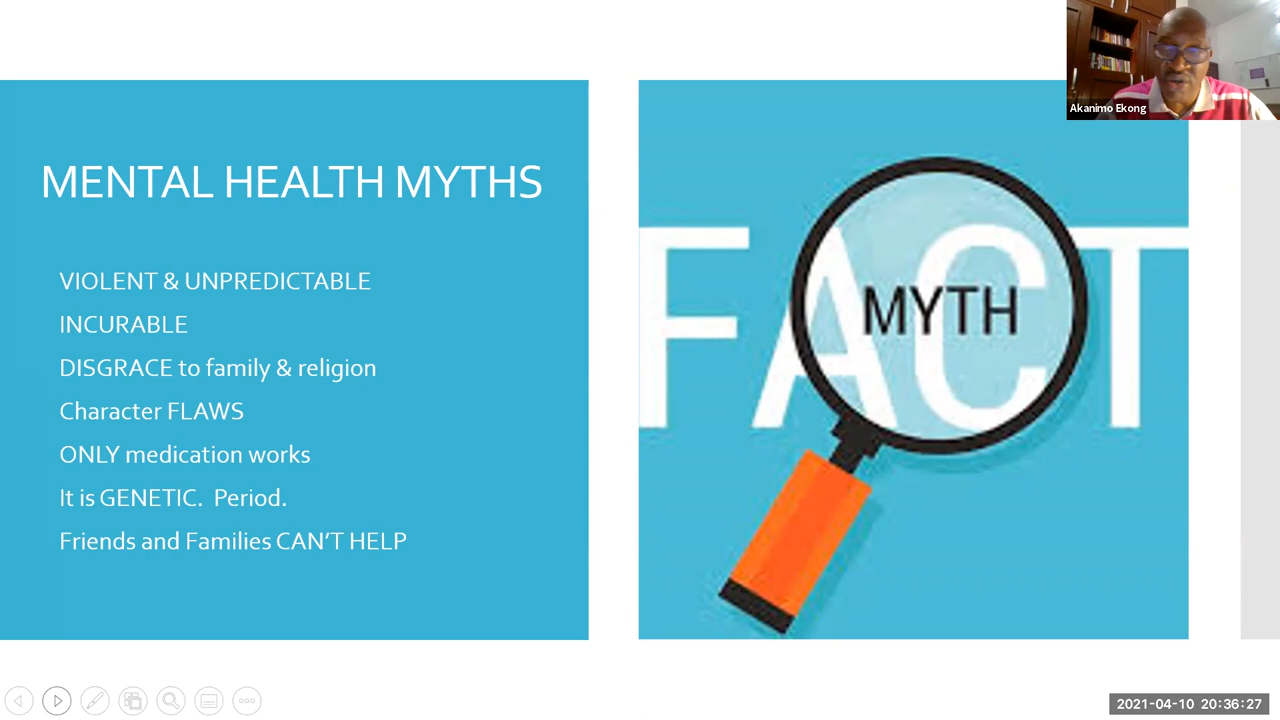 Akanimo Ekong
MENTAL HEALTH MYTHS
VIOLENT & UNPREDICTABLE
INCURABLE
DISGRACE to family & religion
Character FLAWS
ONLY medication works
It is GENETIC.  Period.
Friends and Families CAN'T HELP
FACT
MYTH
2021-04-10 20:36:27